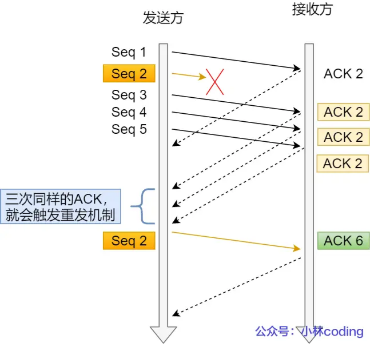 发送方
接收方
Seq 1
Seq 2
Seq 3
Seq 4
Seq 5
ACK 2
ACK 2
ACK 2
ACK 2
三次同样的ACK,
就会触发重发机制
Seq 2
ACK 6
公众号：小林coding